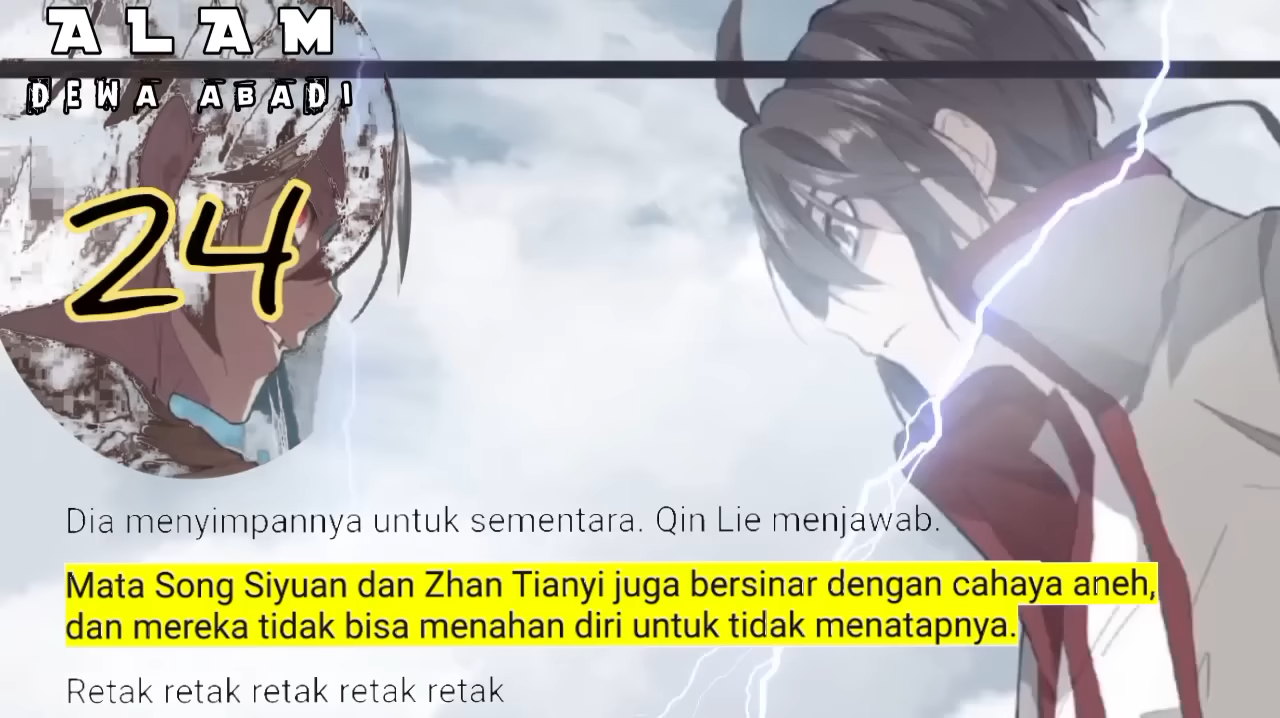 ALAM
DEWA ABADI
24
Dia menyimpannya untuk sementara. Qin Lie menjawab.
Mata Song Siyuan dan Zhan Tianyi juga bersinar dengan cahaya aneh,
dan mereka tidak bisa menahan diri untuk tidak menatapnya.
Retak retak retak retak retak